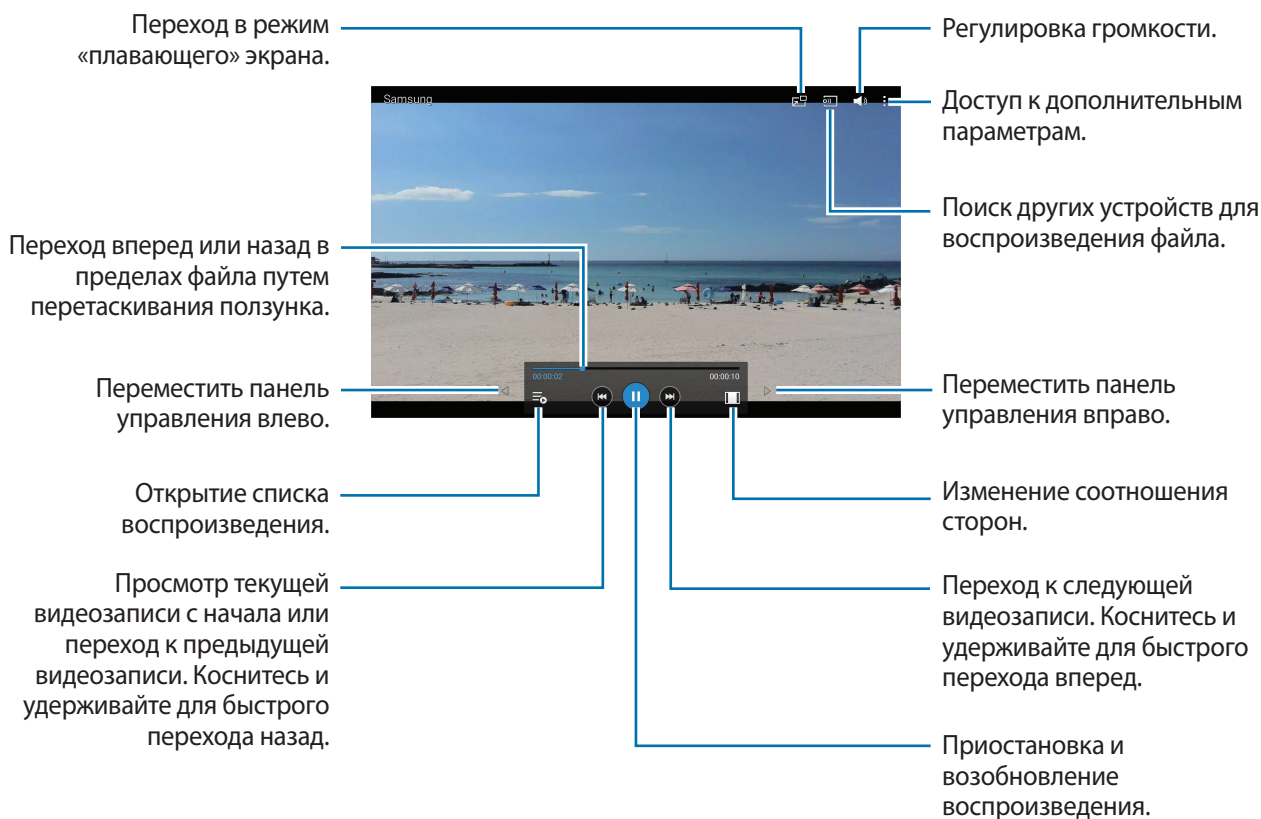 Переход в режим
«плавающего» экрана.
Регулировка громкости.
Samsung
Доступ к дополнительным
параметрам.
Поиск других устройств для
воспроизведения файла.
Переход вперед или назад в
пределах файла путем
перетаскивания ползунка.
00:00:02
00:00:10
Переместить панель
управления влево.
Переместить панель
управления вправо.
Открытие списка
воспроизведения.
Изменение соотношения
сторон.
Просмотр текущей
видеозаписи с начала или
переход к предыдущей
видеозаписи. Коснитесь и
удерживайте для быстрого
перехода назад.
Переход к следующей
видеозаписи. Коснитесь и
удерживайте для быстрого
перехода вперед.
Приостановка и
возобновление
воспроизведения.